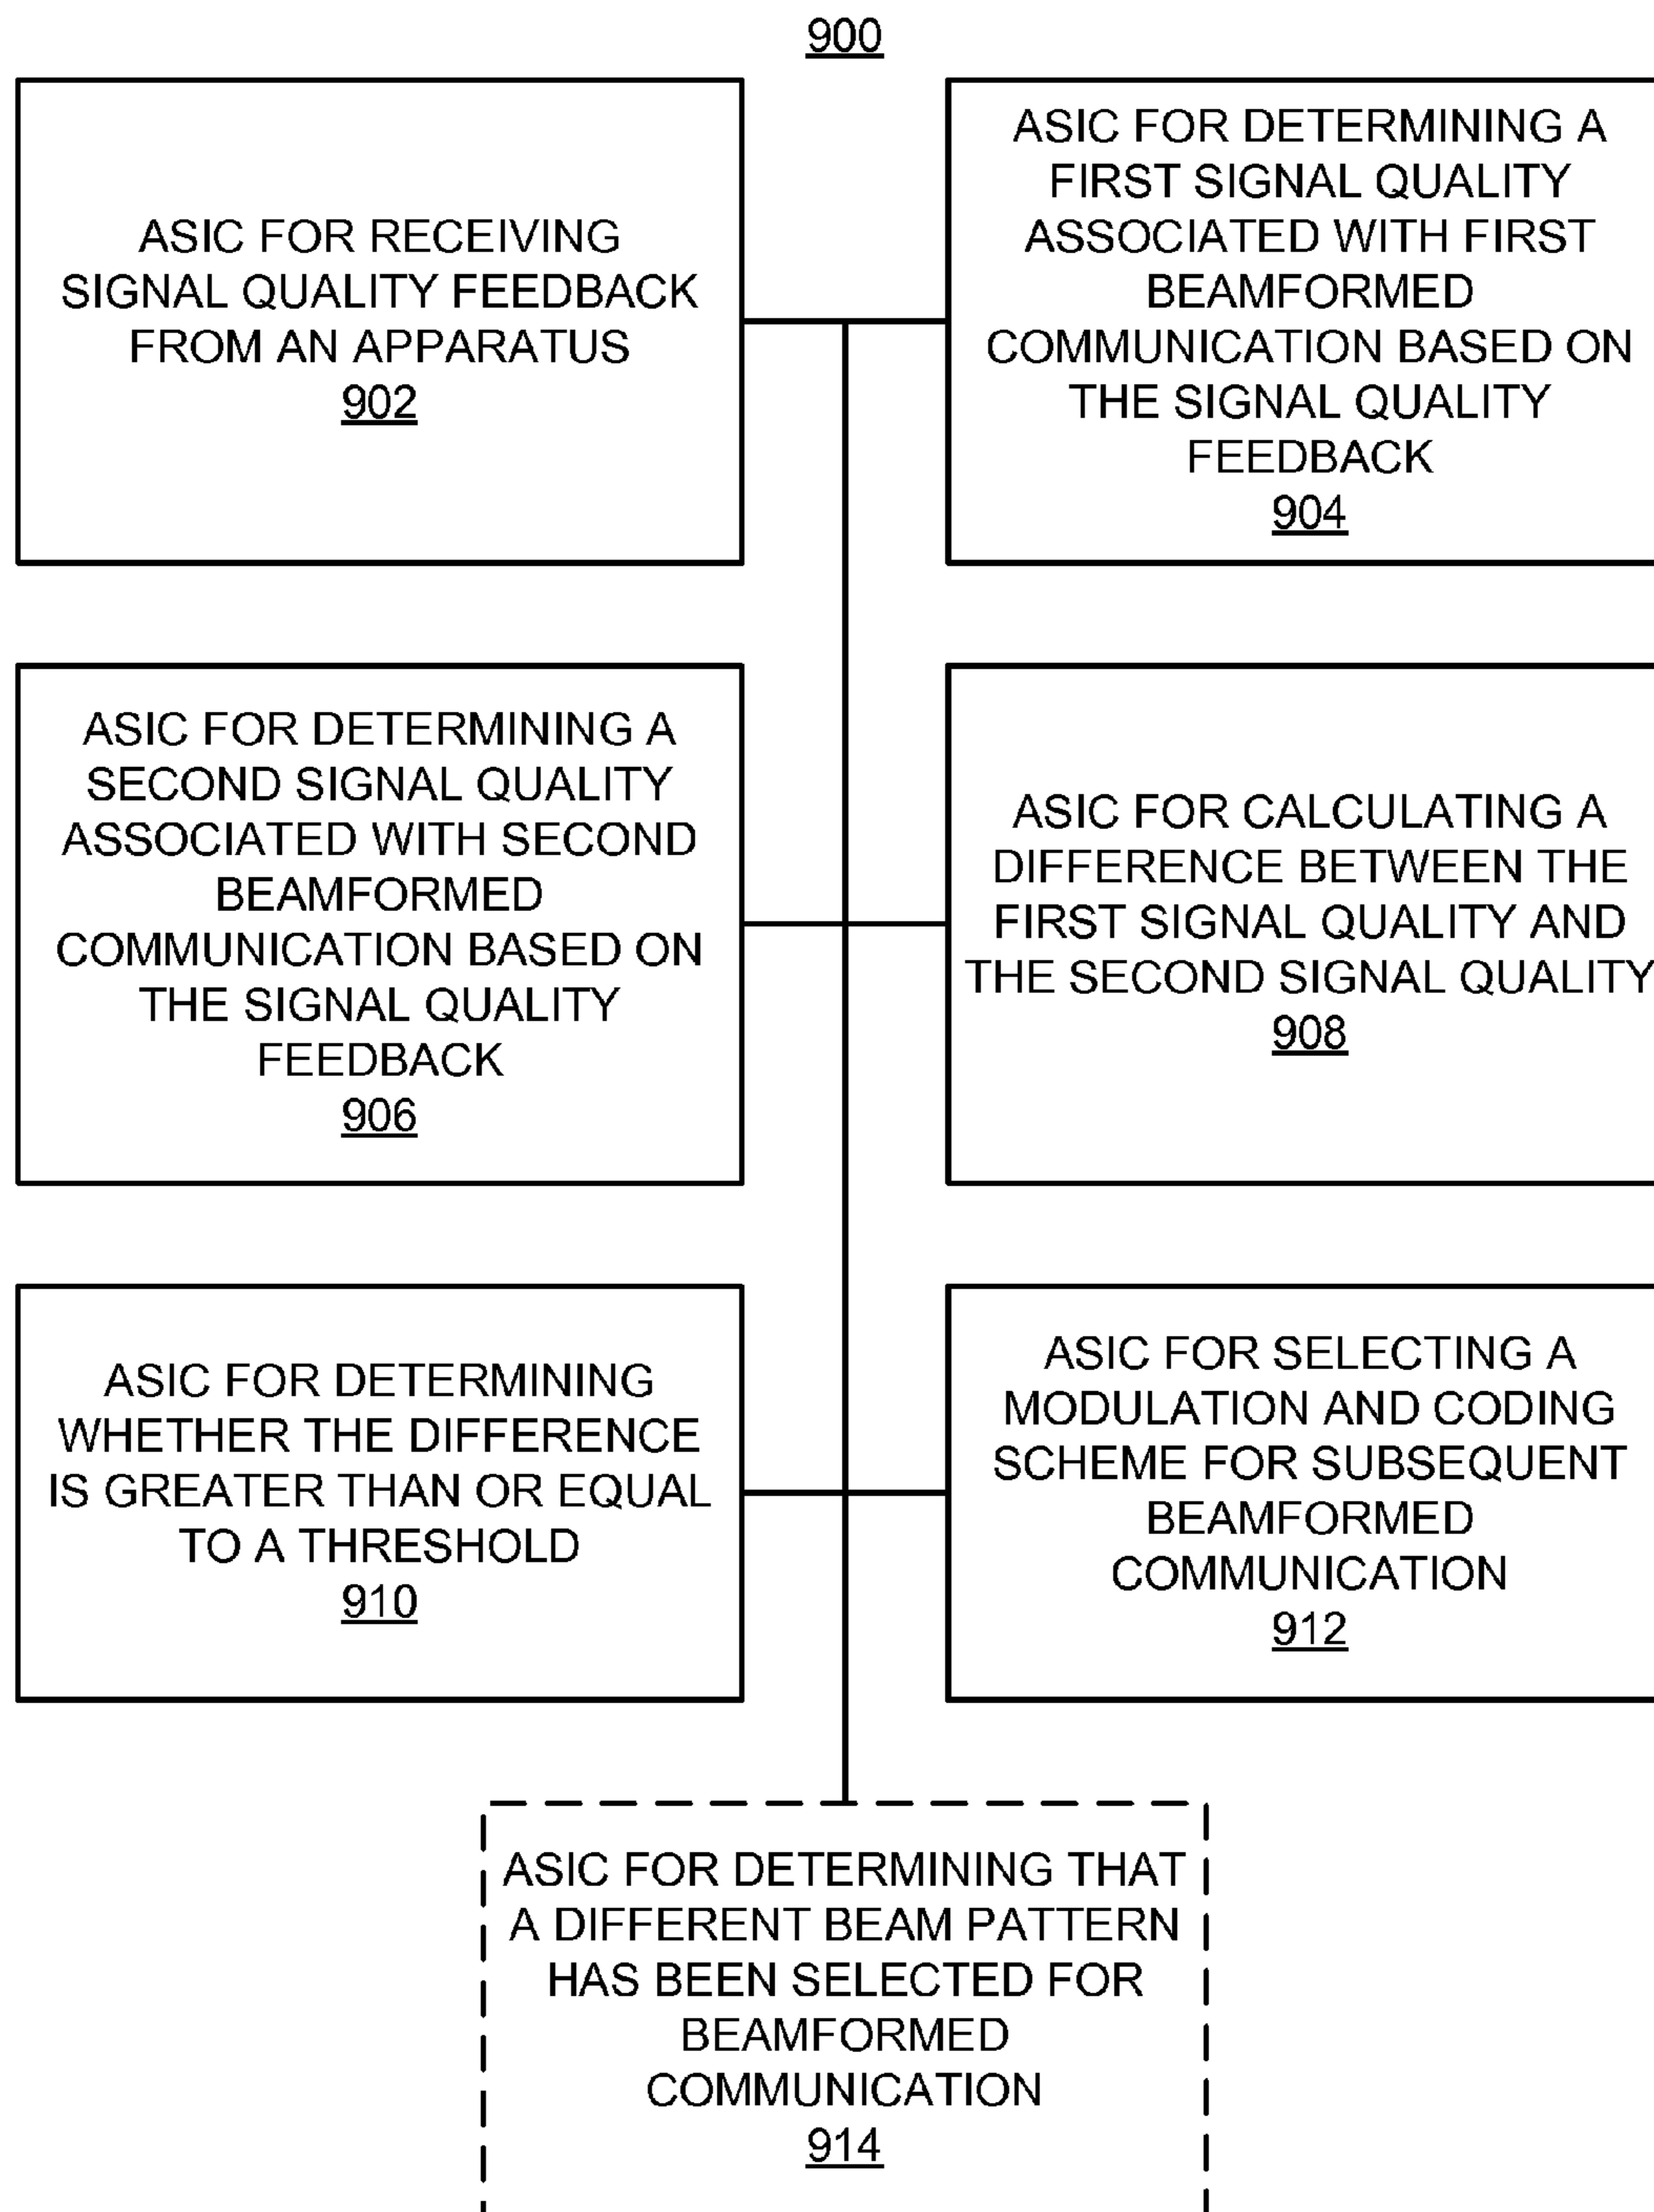 900
ASIC FOR RECEIVING
SIGNAL QUALITY FEEDBACK
FROM AN APPARATUS
902
ASIC FOR DETERMINING A
FIRST SIGNAL QUALITY
ASSOCIATED WITH FIRST
BEAMFORMED
COMMUNICATION BASED ON
THE SIGNAL QUALITY
FEEDBACK
904
ASIC FOR DETERMINING A
SECOND SIGNAL QUALITY
ASSOCIATED WITH SECOND
BEAMFORMED
COMMUNICATION BASED ON
THE SIGNAL QUALITY
FEEDBACK
906
ASIC FOR CALCULATING A
DIFFERENCE BETWEEN THE
FIRST SIGNAL QUALITY AND
THE SECOND SIGNAL QUALITY
908
ASIC FOR DETERMINING
WHETHER THE DIFFERENCE
IS GREATER THAN OR EQUAL
TO A THRESHOLD
910
ASIC FOR SELECTING A
MODULATION AND CODING
SCHEME FOR SUBSEQUENT
BEAMFORMED
COMMUNICATION
912
ASIC FOR DETERMINING THAT
A DIFFERENT BEAM PATTERN
HAS BEEN SELECTED FOR
BEAMFORMED
COMMUNICATION
914